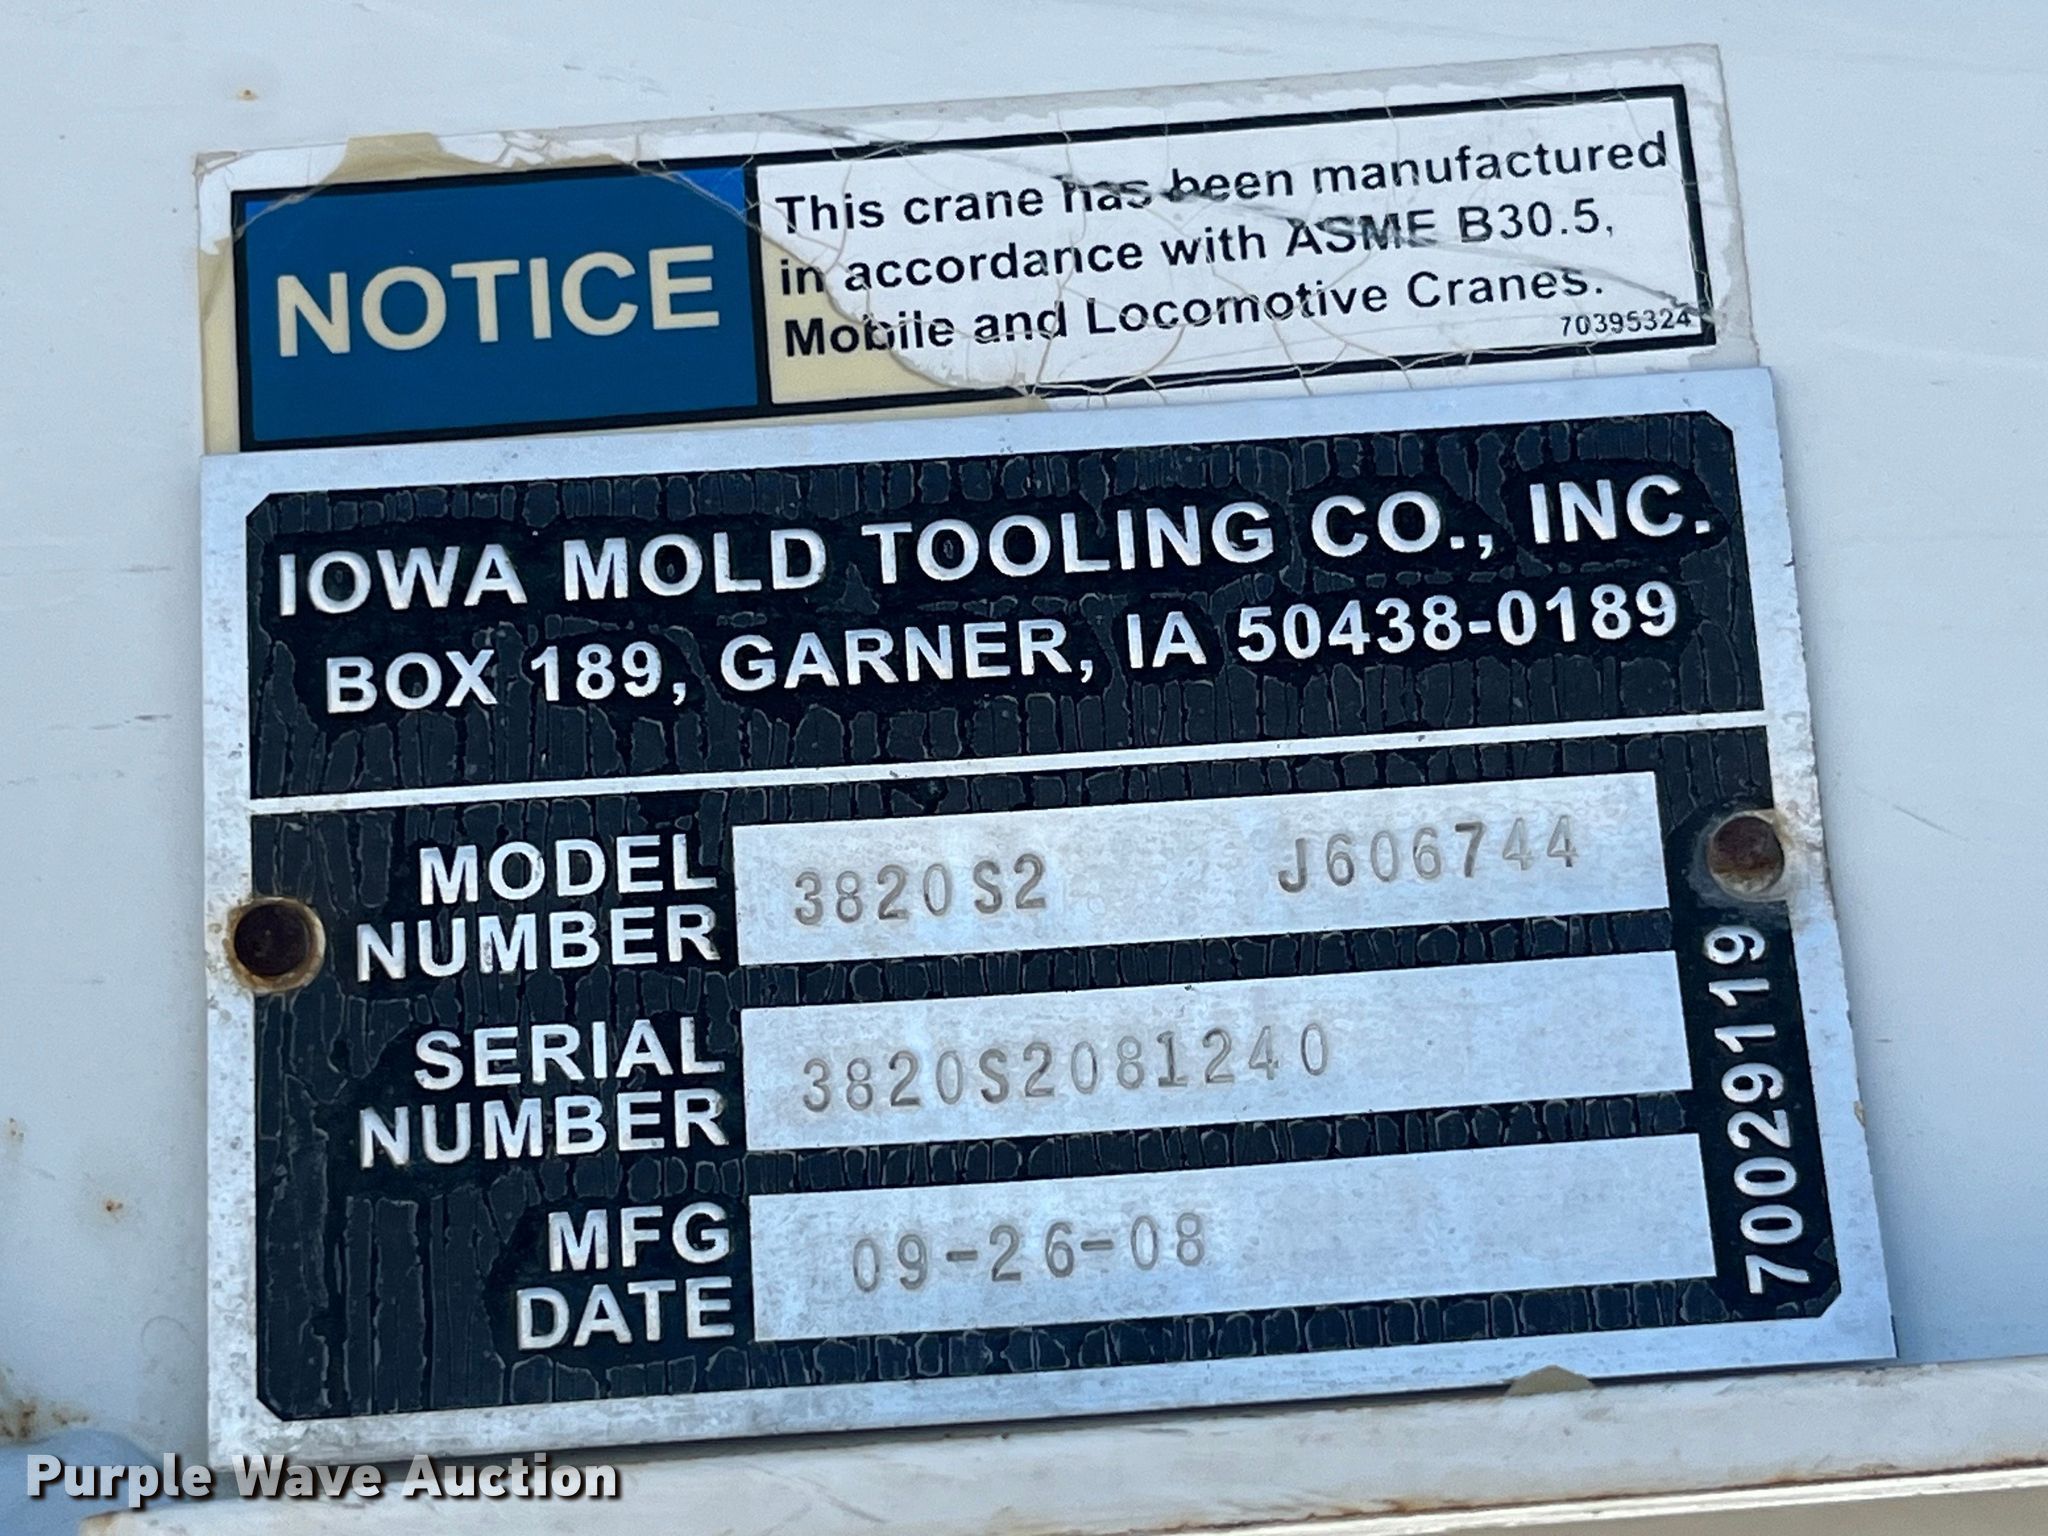 NOTICE
This crane has been manufactured
in accordance with ASME B30.5,
Mobile and Locomotive Cranes.
70395324
IOWA MOLD TOOLING CO., INC.
BOX 189, GARNER, IA 50438-0189
MODEL
NUMBER
3820S2 J606744
SERIAL
NUMBER
3820S2081240
MFG
DATE
09-26-08
70029119
Purple Wave Auction